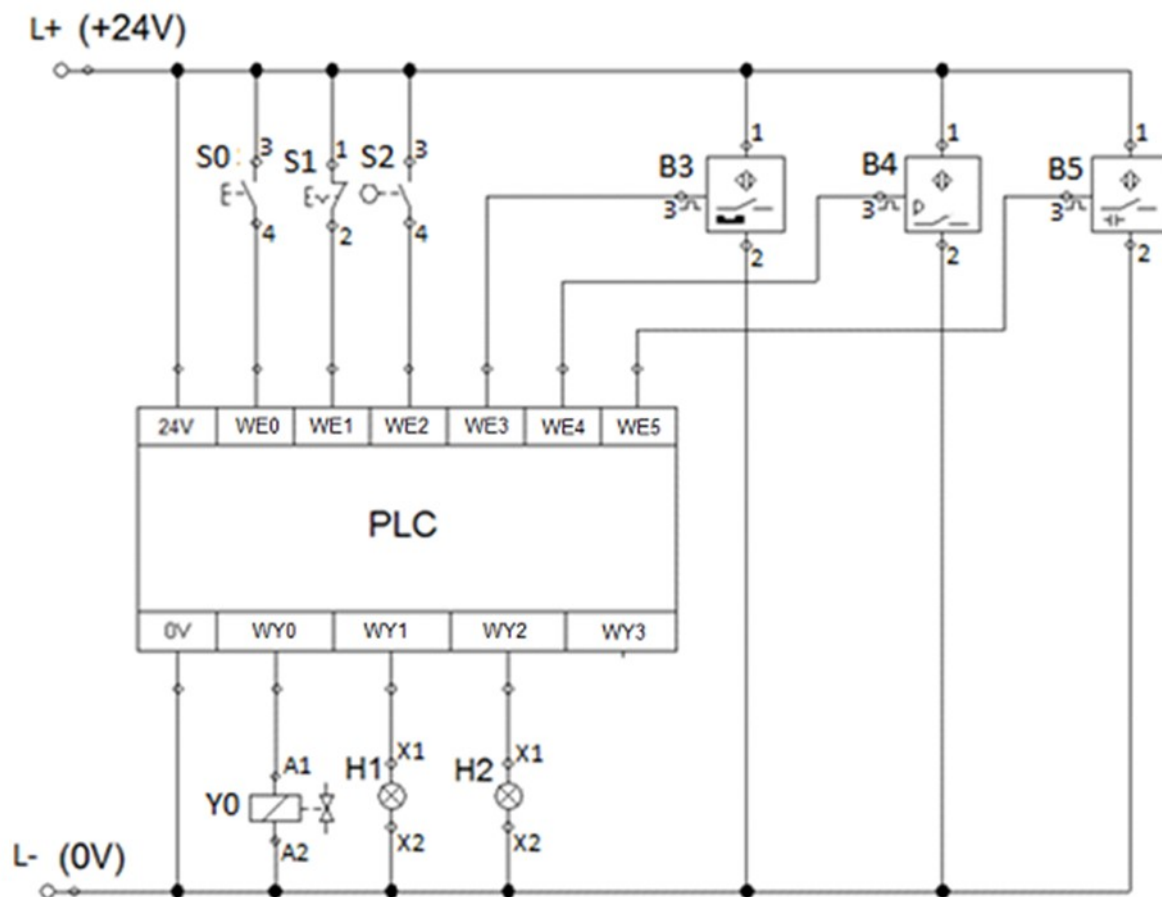 L+ (+24V)
S0 3
S1 1
S2 3
4
2
4
B3 1
3
2
B4 1
3
P
2
B5 1
3
2
24V WE0 WE1 WE2 WE3 WE4 WE5
PLC
0V WY0 WY1 WY2 WY3
A1
Y0
A2
H1 X1
X2
H2 X1
X2
L- (0V)